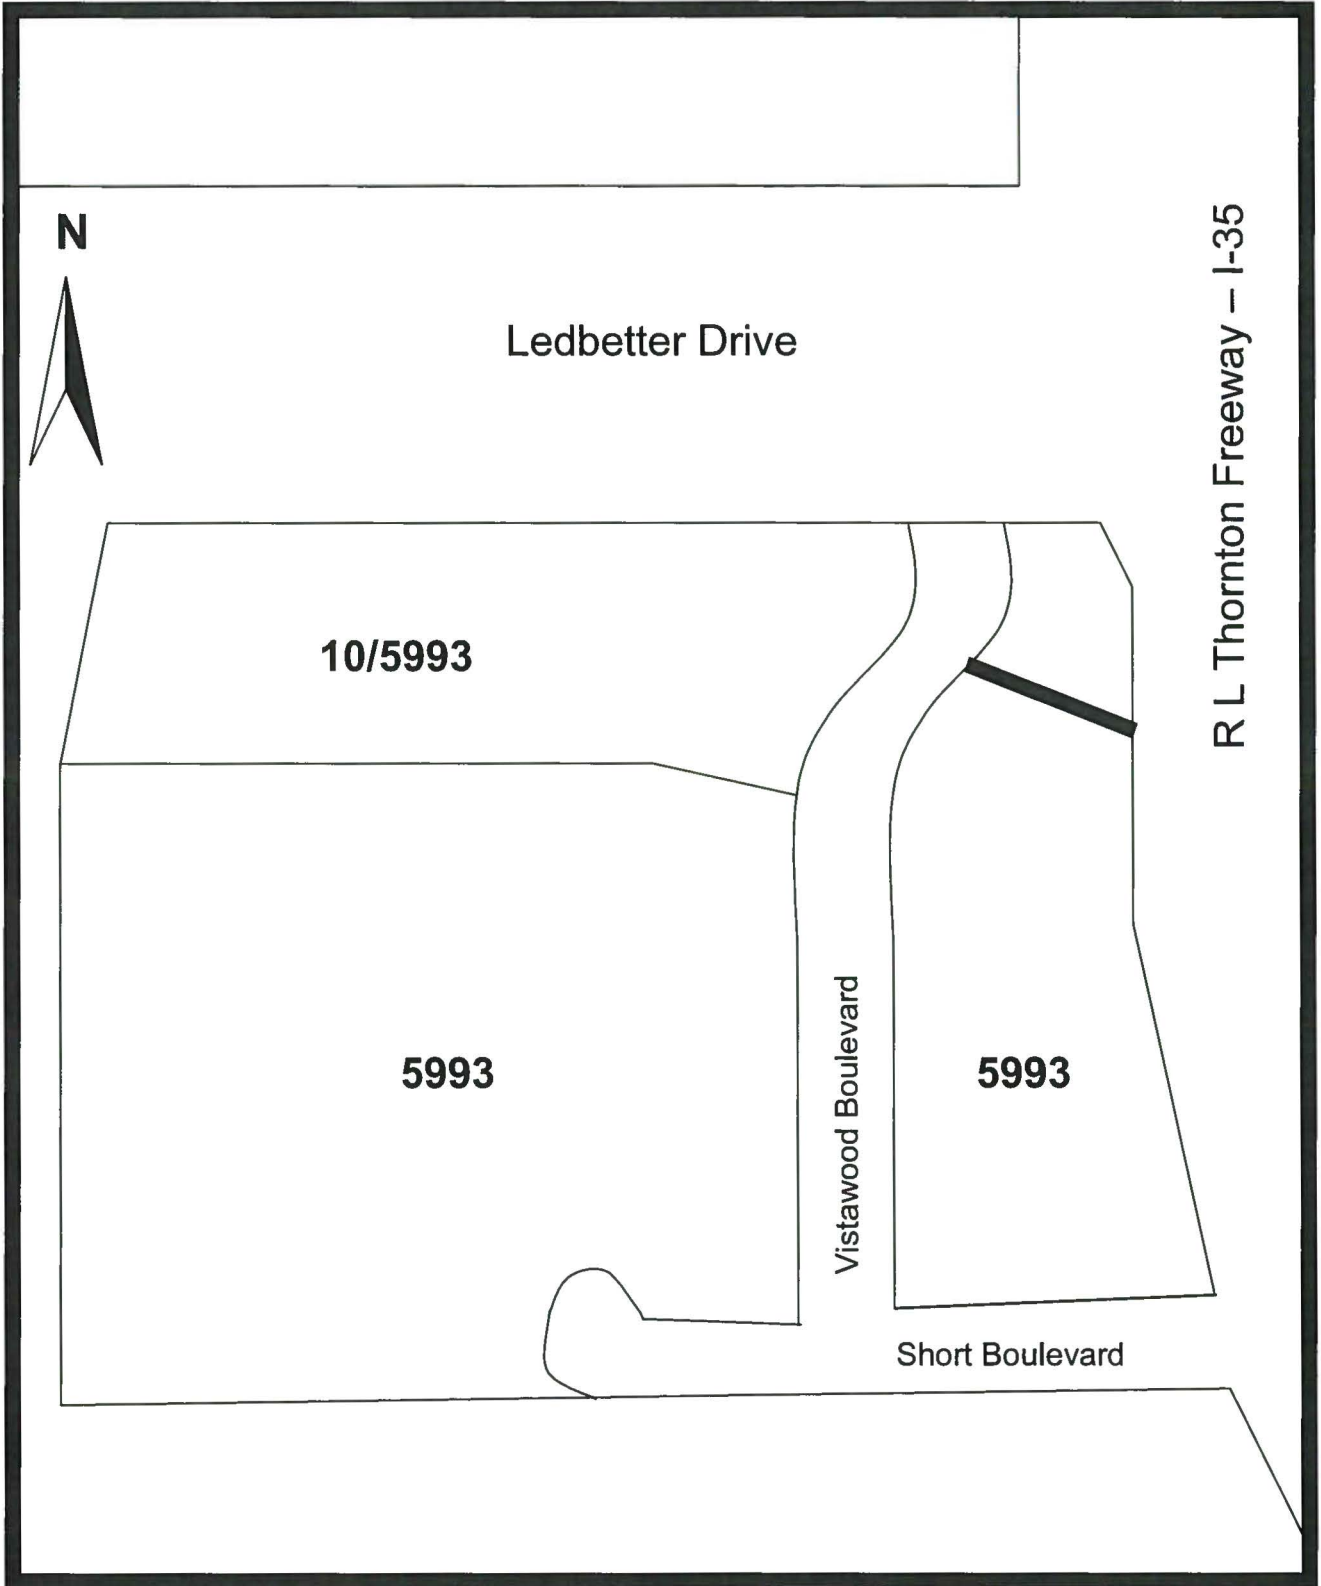 N
Ledbetter Drive
R L Thornton Freeway – I-35
10/5993
5993
Vistawood Boulevard
5993
Short Boulevard